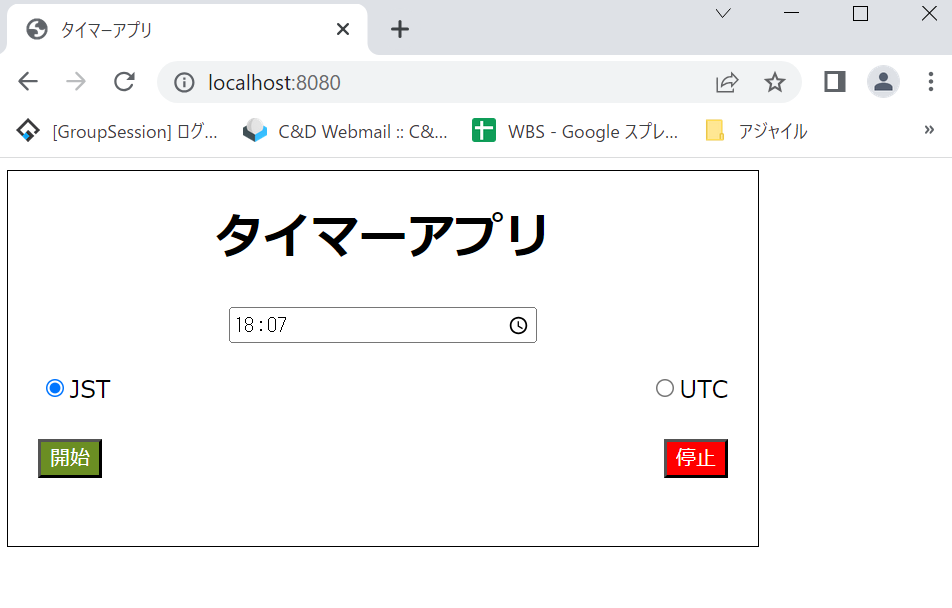 タイマーアプリ
localhost:8080
[GroupSession] ログ...
C&D Webmail :: C&...
WBS - Google スプレ...
アジャイル
»
タイマーアプリ
18:07
JST
UTC
開始
停止